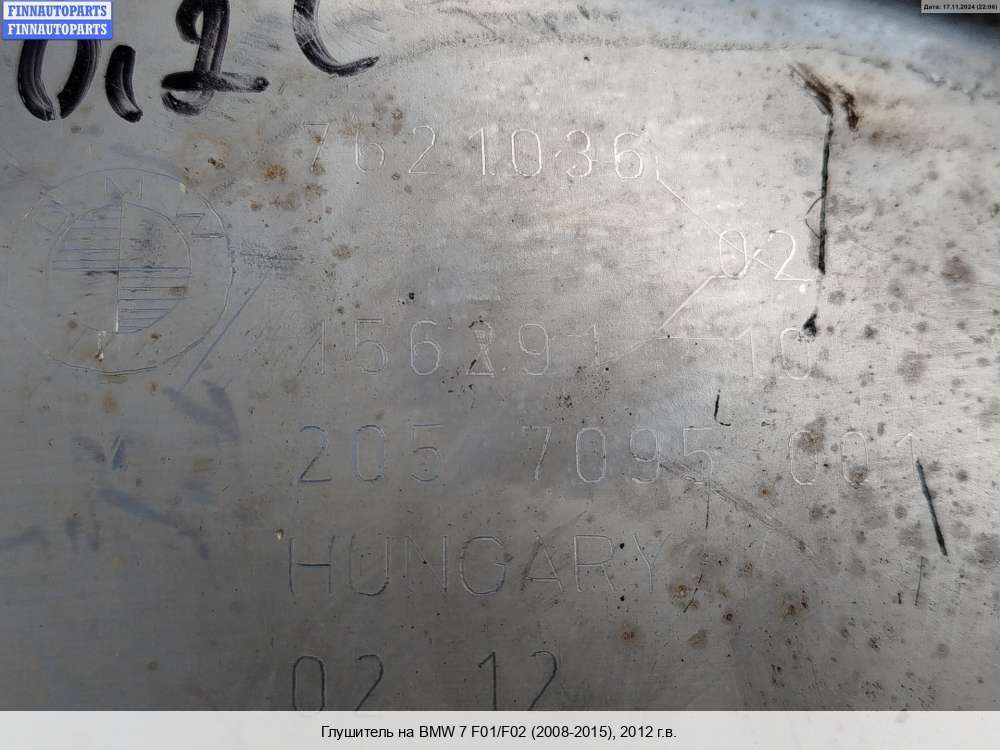 FINNAUTOPARTS
FINNAUTOPARTS
Дата: 17.11.2024 (22:06)
7621036
02
156291 10
205 7095 001
HUNGARY
02 12
Глушитель на BMW 7 F01/F02 (2008-2015), 2012 г.в.